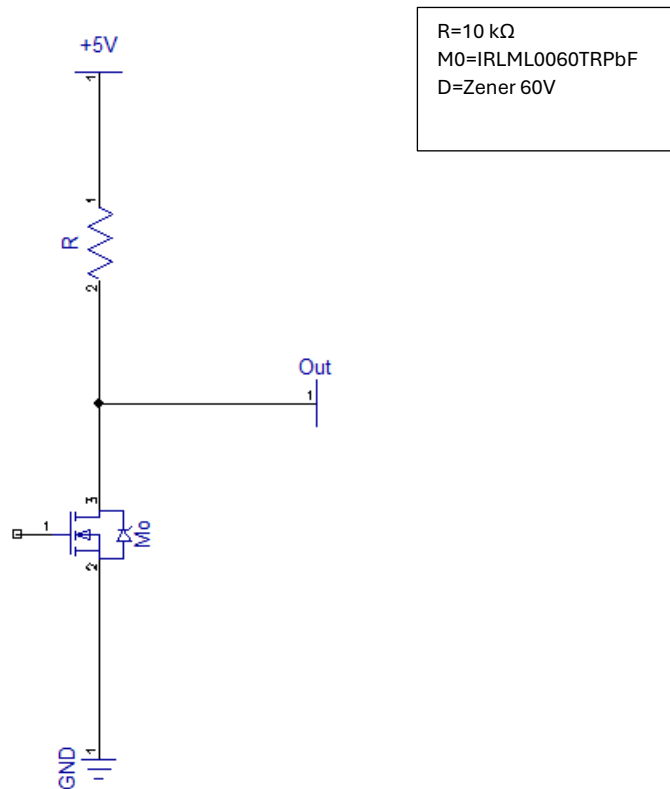 R=10 kΩ
M0=IRLML0060TRPbF
D=Zener 60V
+5V
1
1
R
2
Out
1
3
1
Mo
2
1
GND